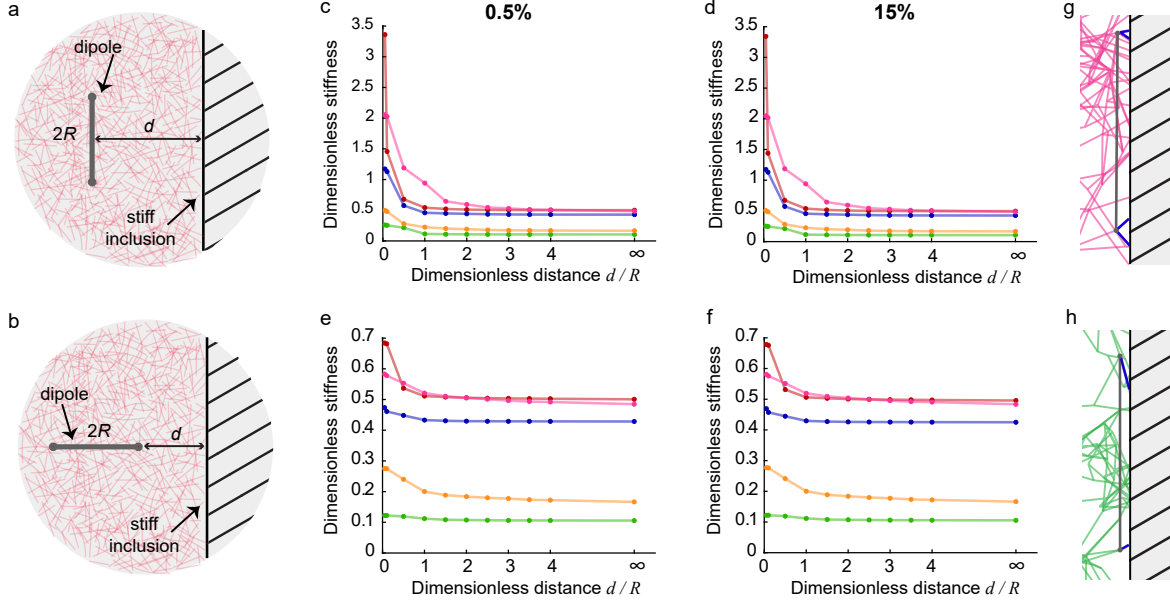 a
dipole
2R
d
stiff
inclusion
c
0.5%
Dimensionless stiffness
3.5
3
2.5
2
1.5
1
0.5
0
0 1 2 3 4 ∞
Dimensionless distance d / R
d
15%
Dimensionless stiffness
3.5
3
2.5
2
1.5
1
0.5
0
0 1 2 3 4 ∞
Dimensionless distance d / R
g
b
dipole
2R
d
stiff
inclusion
e
Dimensionless stiffness
0.7
0.6
0.5
0.4
0.3
0.2
0.1
0
0 1 2 3 4 ∞
Dimensionless distance d / R
f
Dimensionless stiffness
0.7
0.6
0.5
0.4
0.3
0.2
0.1
0
0 1 2 3 4 ∞
Dimensionless distance d / R
h